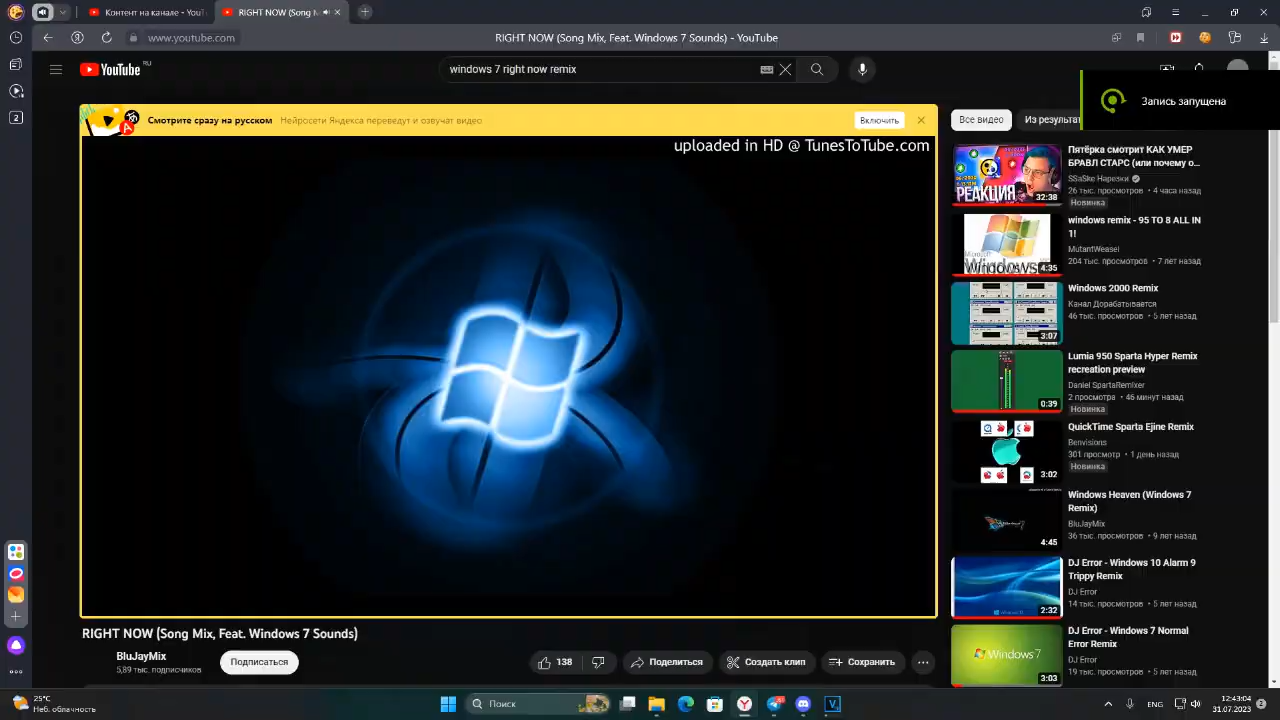 Контент на канале - YouT
RIGHT NOW (Song M
www.youtube.com
RIGHT NOW (Song Mix, Feat. Windows 7 Sounds) - YouTube
YouTube RU
windows 7 right now remix
Запись запущена
Смотрите сразу на русском Нейросети Яндекса переведут и озвучат видео
Включить
Все видео
Из результат
uploaded in HD @ TunesToTube.com
РЕАКЦИЯ
32:38
Пятёрка смотрит КАК УМЕР
БРАВЛ СТАРС (или почему о...
SSaSke Нарезки
26 тыс. просмотров • 4 часа назад
Новинка
Microsoft
Windows
4:35
windows remix - 95 TO 8 ALL IN
1!
MutantWeasel
204 тыс. просмотров • 7 лет назад
3:07
Windows 2000 Remix
Канал Дорабатывается
46 тыс. просмотров • 5 лет назад
0:39
Lumia 950 Sparta Hyper Remix
recreation preview
Daniel SpartaRemixer
2 просмотра • 46 минут назад
Новинка
3:02
QuickTime Sparta Ejine Remix
Benvisions
301 просмотр • 1 день назад
Новинка
4:45
Windows Heaven (Windows 7
Remix)
BluJayMix
36 тыс. просмотров • 9 лет назад
2:32
DJ Error - Windows 10 Alarm 9
Trippy Remix
DJ Error
14 тыс. просмотров • 5 лет назад
Windows 7
3:03
DJ Error - Windows 7 Normal
Error Remix
DJ Error
19 тыс. просмотров • 5 лет назад
RIGHT NOW (Song Mix, Feat. Windows 7 Sounds)
BluJayMix
5,89 тыс. подписчиков
Подписаться
138
Поделиться
Создать клип
Сохранить
2
25°C
Нeб. облачность
Поиск
ENG
12:43:04
31.07.2023
2